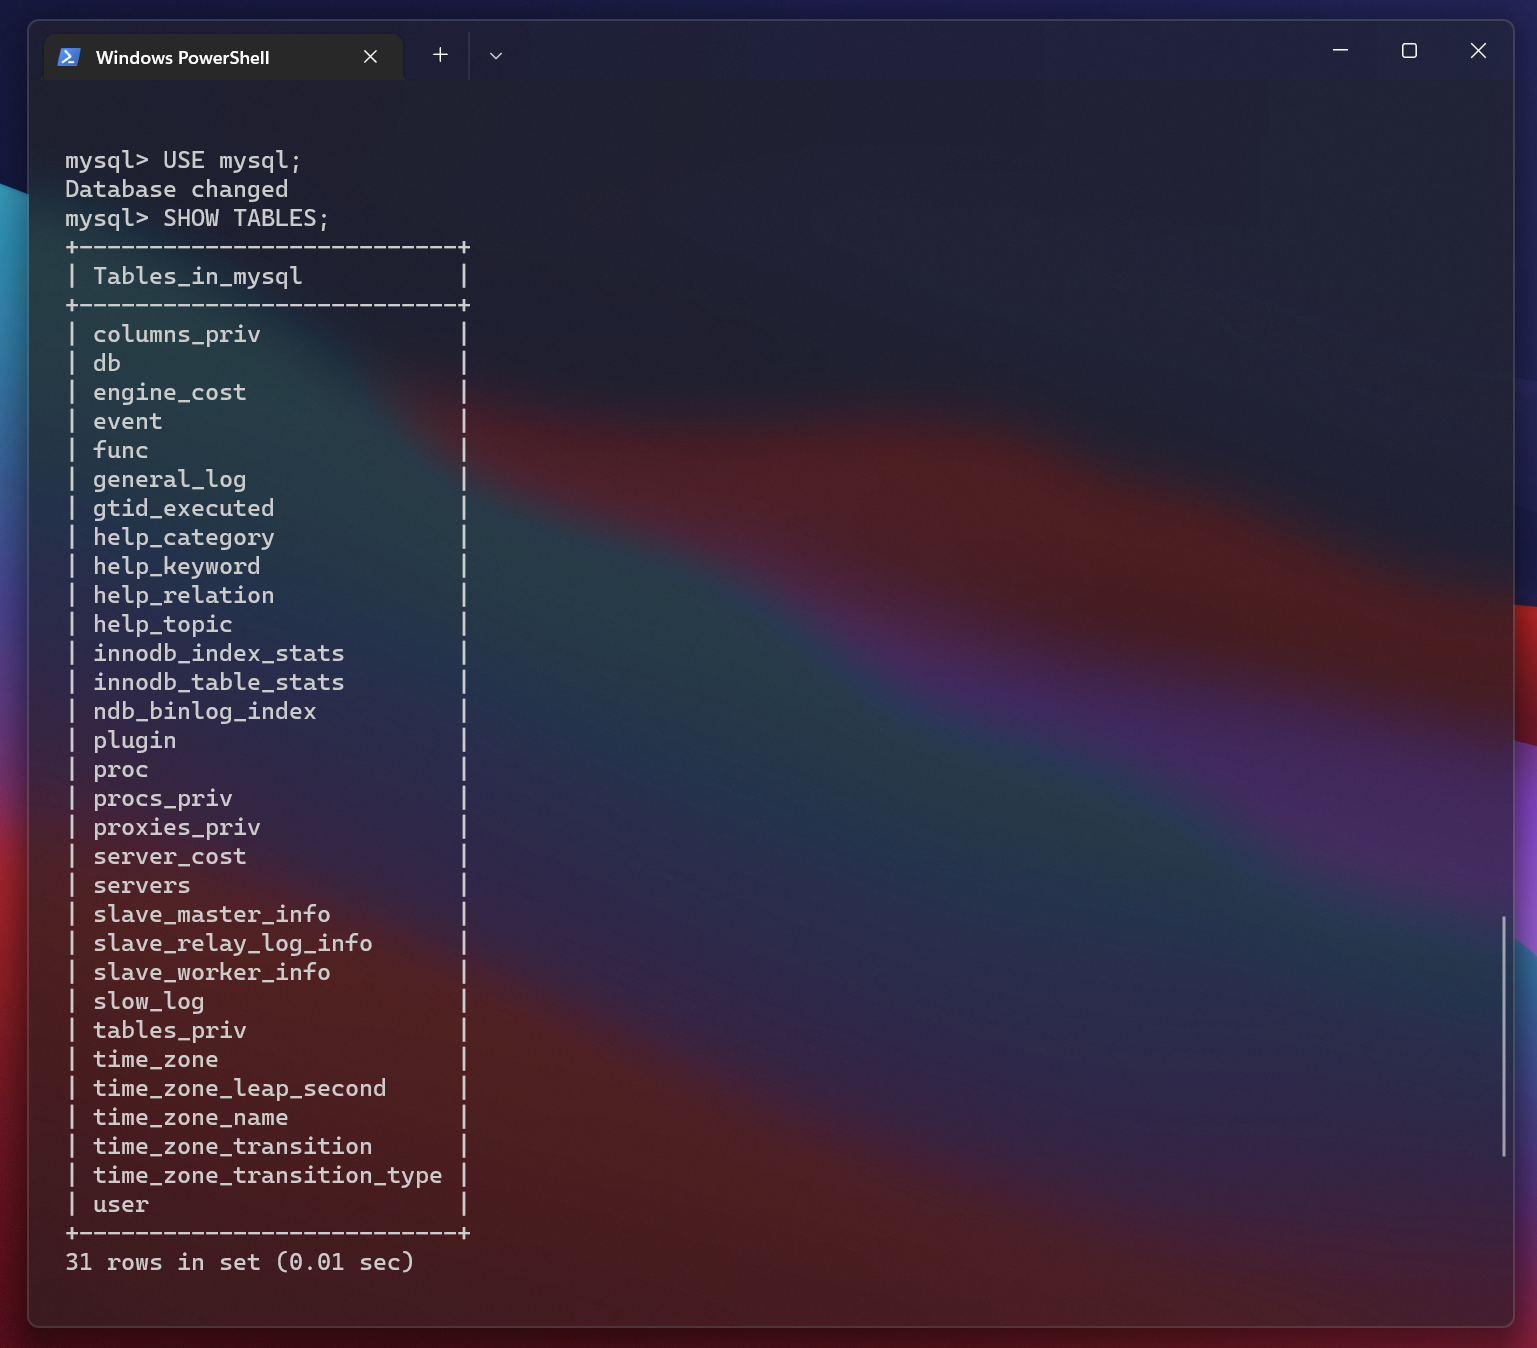 Windows PowerShell
mysql> USE mysql;
Database changed
mysql> SHOW TABLES;
+---------------------------+
| Tables_in_mysql           |
+---------------------------+
| columns_priv              |
| db                        |
| engine_cost               |
| event                     |
| func                      |
| general_log               |
| gtid_executed             |
| help_category             |
| help_keyword              |
| help_relation             |
| help_topic                |
| innodb_index_stats        |
| innodb_table_stats        |
| ndb_binlog_index          |
| plugin                    |
| proc                      |
| procs_priv                |
| proxies_priv              |
| server_cost               |
| servers                   |
| slave_master_info         |
| slave_relay_log_info      |
| slave_worker_info         |
| slow_log                  |
| tables_priv               |
| time_zone                 |
| time_zone_leap_second     |
| time_zone_name            |
| time_zone_transition      |
| time_zone_transition_type |
| user                      |
+---------------------------+
31 rows in set (0.01 sec)